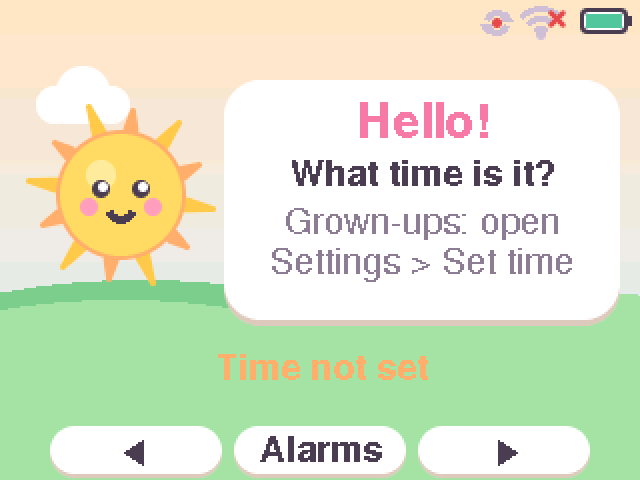 Hello!
What time is it?
Grown-ups: open
Settings > Set time
Time not set
Alarms